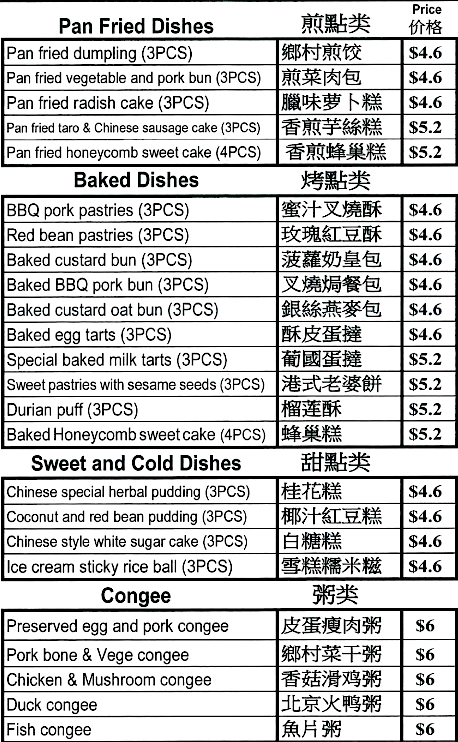 Pan Fried Dishes 煎點类 Price 价格
Pan fried dumpling (3PCS) 鄉村煎饺 $4.6
Pan fried vegetable and pork bun (3PCS) 煎菜肉包 $4.6
Pan fried radish cake (3PCS) 臘味萝卜糕 $4.6
Pan fried taro & Chinese sausage cake (3PCS) 香煎芋絲糕 $5.2
Pan fried honeycomb sweet cake (4PCS) 香煎蜂巢糕 $5.2
Baked Dishes 烤點类
BBQ pork pastries (3PCS) 蜜汁叉燒酥 $4.6
Red bean pastries (3PCS) 玫瑰紅豆酥 $4.6
Baked custard bun (3PCS) 菠蘿奶皇包 $4.6
Baked BBQ pork bun (3PCS) 叉燒焗餐包 $4.6
Baked custard oat bun (3PCS) 銀絲燕麥包 $4.6
Baked egg tarts (3PCS) 酥皮蛋撻 $4.6
Special baked milk tarts (3PCS) 葡國蛋撻 $5.2
Sweet pastries with sesame seeds (3PCS) 港式老婆餅 $5.2
Durian puff (3PCS) 榴莲酥 $5.2
Baked Honeycomb sweet cake (4PCS) 蜂巢糕 $5.2
Sweet and Cold Dishes 甜點类
Chinese special herbal pudding (3PCS) 桂花糕 $4.6
Coconut and red bean pudding (3PCS) 椰汁紅豆糕 $4.6
Chinese style white sugar cake (3PCS) 白糖糕 $4.6
Ice cream sticky rice ball (3PCS) 雪糕糯米糍 $4.6
Congee 粥类
Preserved egg and pork congee 皮蛋瘦肉粥 $6
Pork bone & Vege congee 鄉村菜干粥 $6
Chicken & Mushroom congee 香菇滑鸡粥 $6
Duck congee 北京火鸭粥 $6
Fish congee 魚片粥 $6